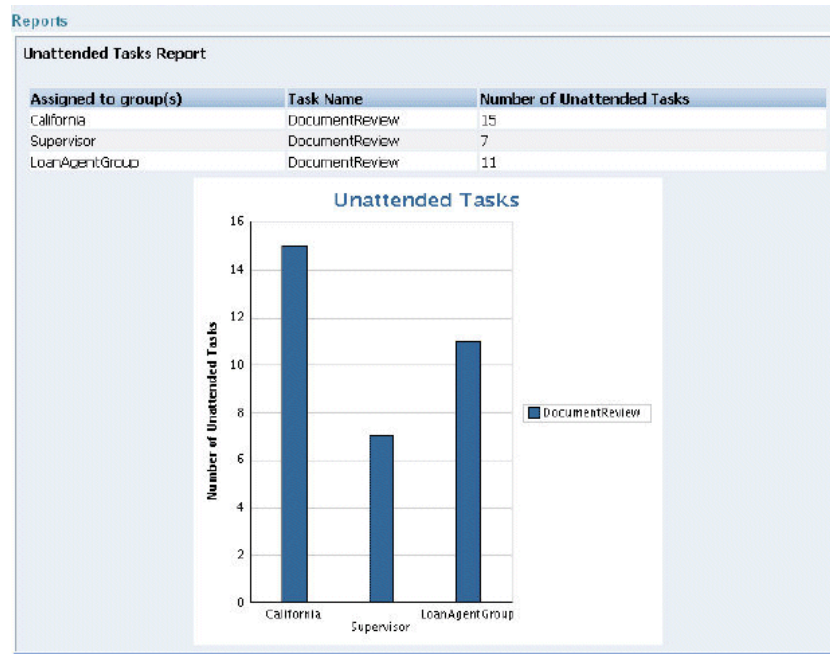 Reports
Unattended Tasks Report
Assigned to group(s) Task Name Number of Unattended Tasks
California DocumentReview 15
Supervisor DocumentReview 7
LoanAgentGroup DocumentReview 11
Unattended Tasks
Number of Unattended Tasks
16
14
12
10
8
6
4
2
0
DocumentReview
California
Supervisor
LoanAgentGroup